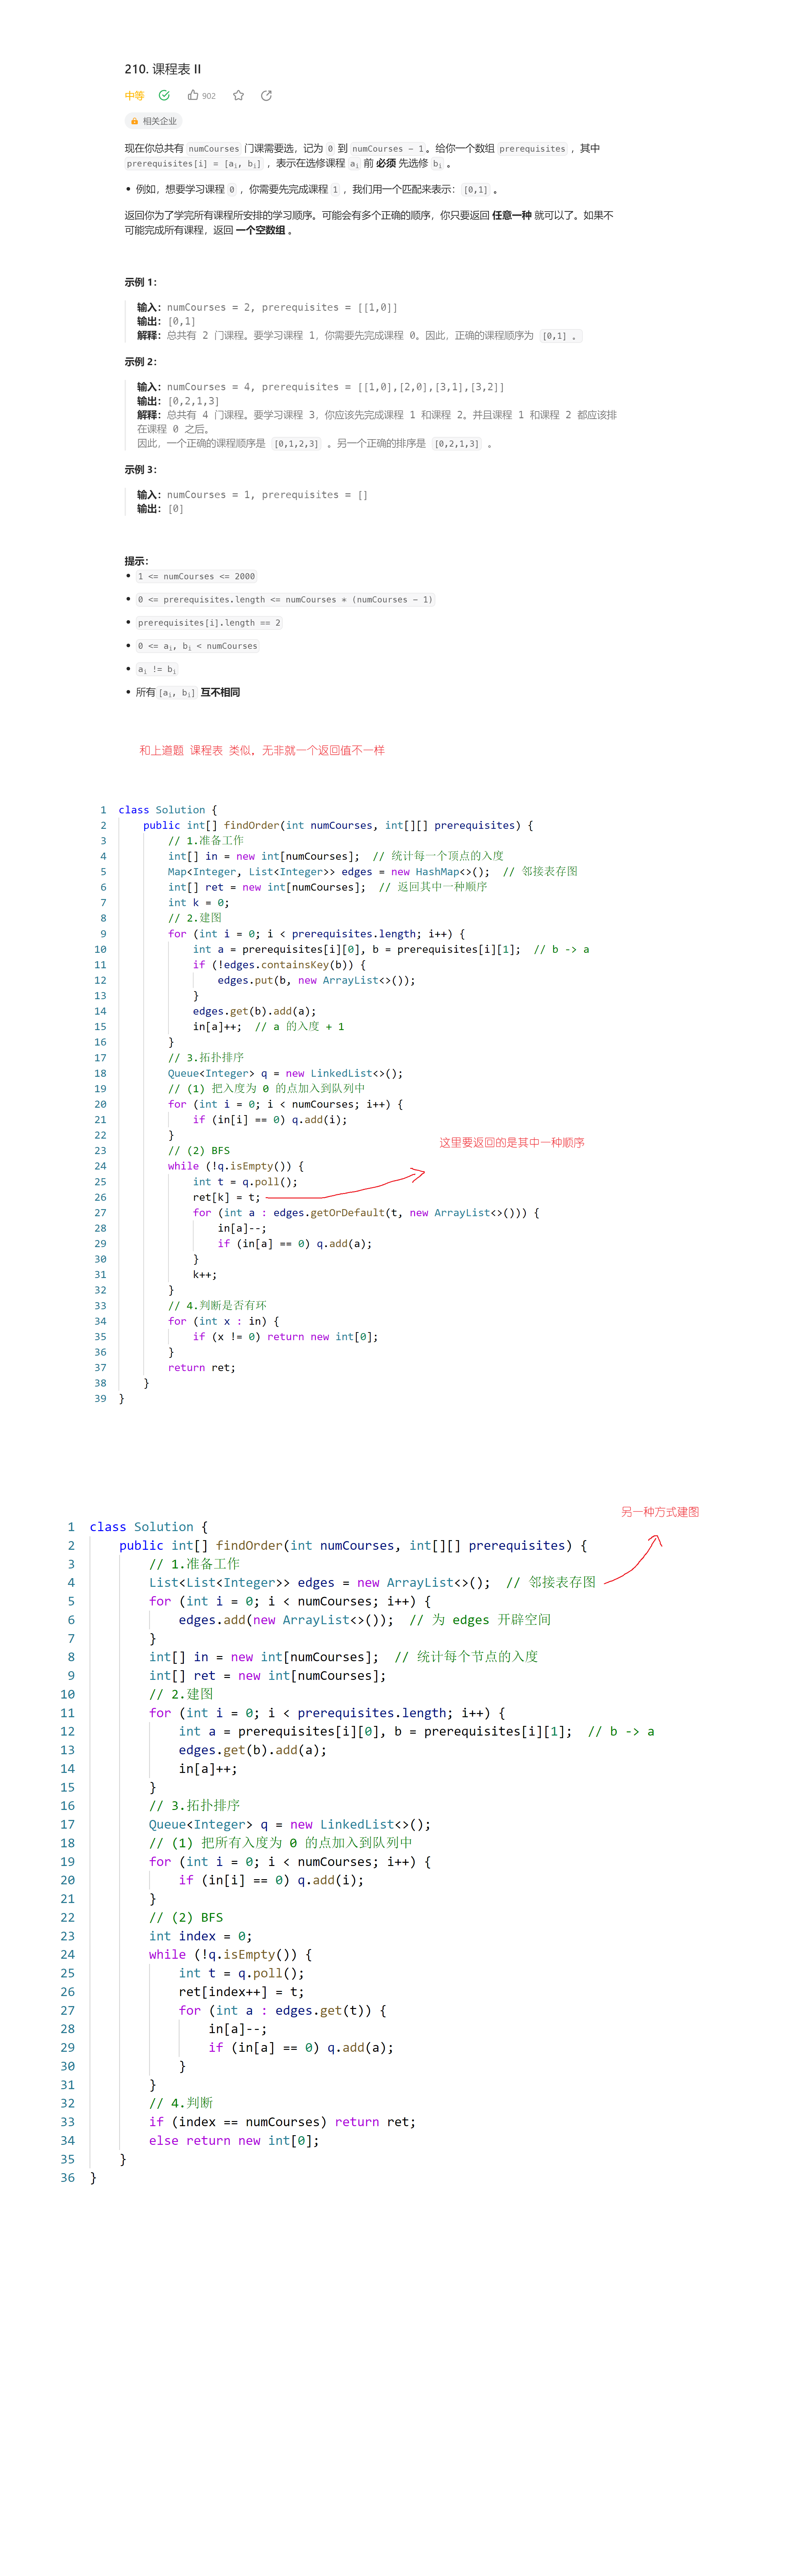 210. 课程表 II
中等 902
相关企业
现在你总共有 numCourses 门课需要选，记为 0 到 numCourses - 1。给你一个数组 prerequisites ，其中
prerequisites[i] = [ai, bi] ，表示在选修课程 ai 前 必须 先选修 bi 。
• 例如，想要学习课程 0 ，你需要先完成课程 1 ，我们用一个匹配来表示：[0,1] 。
返回你为了学完所有课程所安排的学习顺序。可能会有多个正确的顺序，你只要返回 任意一种 就可以了。如果不
可能完成所有课程，返回 一个空数组 。
示例 1：
输入：numCourses = 2, prerequisites = [[1,0]]
输出：[0,1]
解释：总共有 2 门课程。要学习课程 1，你需要先完成课程 0。因此，正确的课程顺序为 [0,1] 。
示例 2：
输入：numCourses = 4, prerequisites = [[1,0],[2,0],[3,1],[3,2]]
输出：[0,2,1,3]
解释：总共有 4 门课程。要学习课程 3，你应该先完成课程 1 和课程 2。并且课程 1 和课程 2 都应该排
在课程 0 之后。
因此，一个正确的课程顺序是 [0,1,2,3] 。另一个正确的排序是 [0,2,1,3] 。
示例 3：
输入：numCourses = 1, prerequisites = []
输出：[0]
提示：
• 1 <= numCourses <= 2000
• 0 <= prerequisites.length <= numCourses * (numCourses - 1)
• prerequisites[i].length == 2
• 0 <= ai, bi < numCourses
• ai != bi
• 所有[ai, bi] 互不相同
和上道题 课程表 类似。无非就一个返回值不一样
1 class Solution {
2     public int[] findOrder(int numCourses, int[][] prerequisites) {
3         // 1.准备工作
4         int[] in = new int[numCourses];  // 统计每一个顶点的入度
5         Map<Integer, List<Integer>> edges = new HashMap<>();  // 邻接表存图
6         int[] ret = new int[numCourses];  // 返回其中一种顺序
7         int k = 0;
8         // 2.建图
9         for (int i = 0; i < prerequisites.length; i++) {
10             int a = prerequisites[i][0], b = prerequisites[i][1];  // b -> a
11             if (!edges.containsKey(b)) {
12                 edges.put(b, new ArrayList<>());
13             }
14             edges.get(b).add(a);
15             in[a]++;  // a 的入度 + 1
16         }
17         // 3.拓扑排序
18         Queue<Integer> q = new LinkedList<>();
19         // (1) 把入度为 0 的点加入到队列中
20         for (int i = 0; i < numCourses; i++) {
21             if (in[i] == 0) q.add(i);
22         }
这里要返回的是其中一种顺序
23         // (2) BFS
24         while (!q.isEmpty()) {
25             int t = q.poll();
26             ret[k] = t;
27             for (int a : edges.getOrDefault(t, new ArrayList<>())) {
28                 in[a]--;
29                 if (in[a] == 0) q.add(a);
30             }
31             k++;
32         }
33         // 4.判断是否有环
34         for (int x : in) {
35             if (x != 0) return new int[0];
36         }
37         return ret;
38     }
39 }
另一种方式建图
1 class Solution {
2     public int[] findOrder(int numCourses, int[][] prerequisites) {
3         // 1.准备工作
4         List<List<Integer>> edges = new ArrayList<>();  // 邻接表存图
5         for (int i = 0; i < numCourses; i++) {
6             edges.add(new ArrayList<>());  // 为 edges 开辟空间
7         }
8         int[] in = new int[numCourses];  // 统计每个节点的入度
9         int[] ret = new int[numCourses];
10         // 2.建图
11         for (int i = 0; i < prerequisites.length; i++) {
12             int a = prerequisites[i][0], b = prerequisites[i][1];  // b -> a
13             edges.get(b).add(a);
14             in[a]++;
15         }
16         // 3.拓扑排序
17         Queue<Integer> q = new LinkedList<>();
18         // (1) 把所有入度为 0 的点加入到队列中
19         for (int i = 0; i < numCourses; i++) {
20             if (in[i] == 0) q.add(i);
21         }
22         // (2) BFS
23         int index = 0;
24         while (!q.isEmpty()) {
25             int t = q.poll();
26             ret[index++] = t;
27             for (int a : edges.get(t)) {
28                 in[a]--;
29                 if (in[a] == 0) q.add(a);
30             }
31         }
32         // 4.判断
33         if (index == numCourses) return ret;
34         else return new int[0];
35     }
36 }